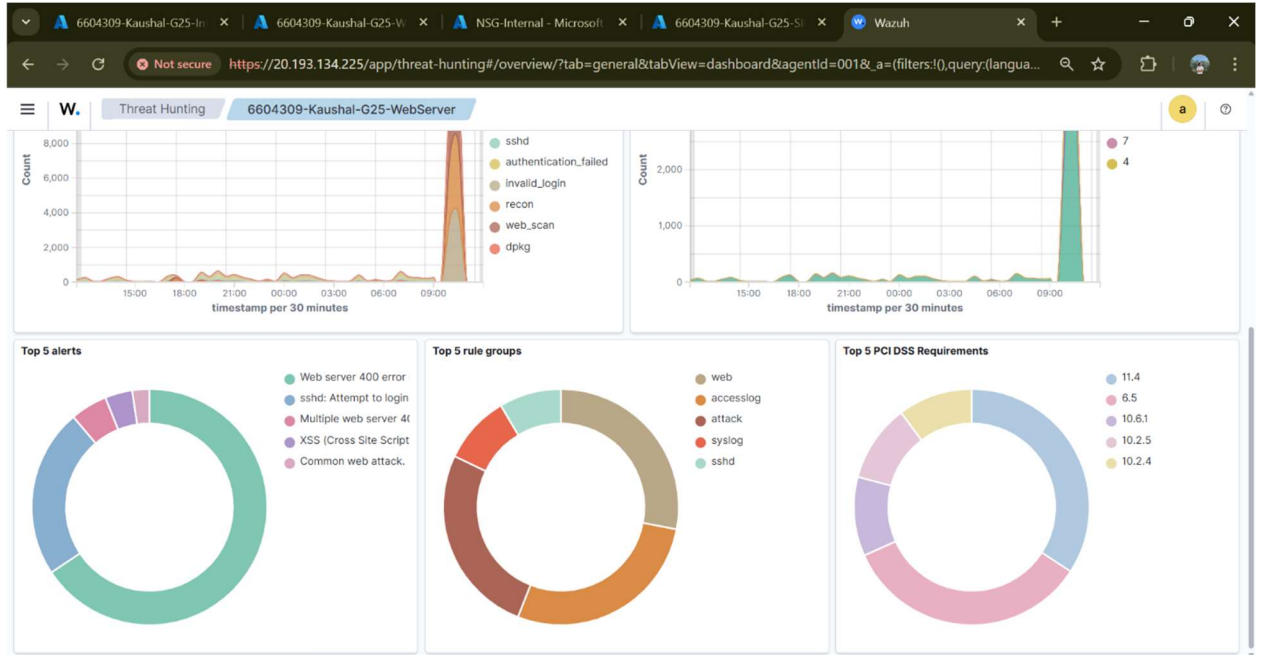 6604309-Kaushal-G25-In
6604309-Kaushal-G25-W
NSG-Internal - Microsoft
6604309-Kaushal-G25-SI
Wazuh
Not secure https://20.193.134.225/app/threat-hunting#/overview/?tab=general&tabView=dashboard&agentId=001&_a=(filters:!(),query:(langua...
W. Threat Hunting 6604309-Kaushal-G25-WebServer a
Count
8,000
6,000
4,000
2,000
0
15:00 18:00 21:00 00:00 03:00 06:00 09:00
timestamp per 30 minutes
sshd
authentication_failed
invalid_login
recon
web_scan
dpkg
Count
2,000
1,000
0
15:00 18:00 21:00 00:00 03:00 06:00 09:00
timestamp per 30 minutes
7
4
Top 5 alerts
Web server 400 error
sshd: Attempt to login
Multiple web server 40
XSS (Cross Site Script
Common web attack.
Top 5 rule groups
web
accesslog
attack
syslog
sshd
Top 5 PCI DSS Requirements
11.4
6.5
10.6.1
10.2.5
10.2.4